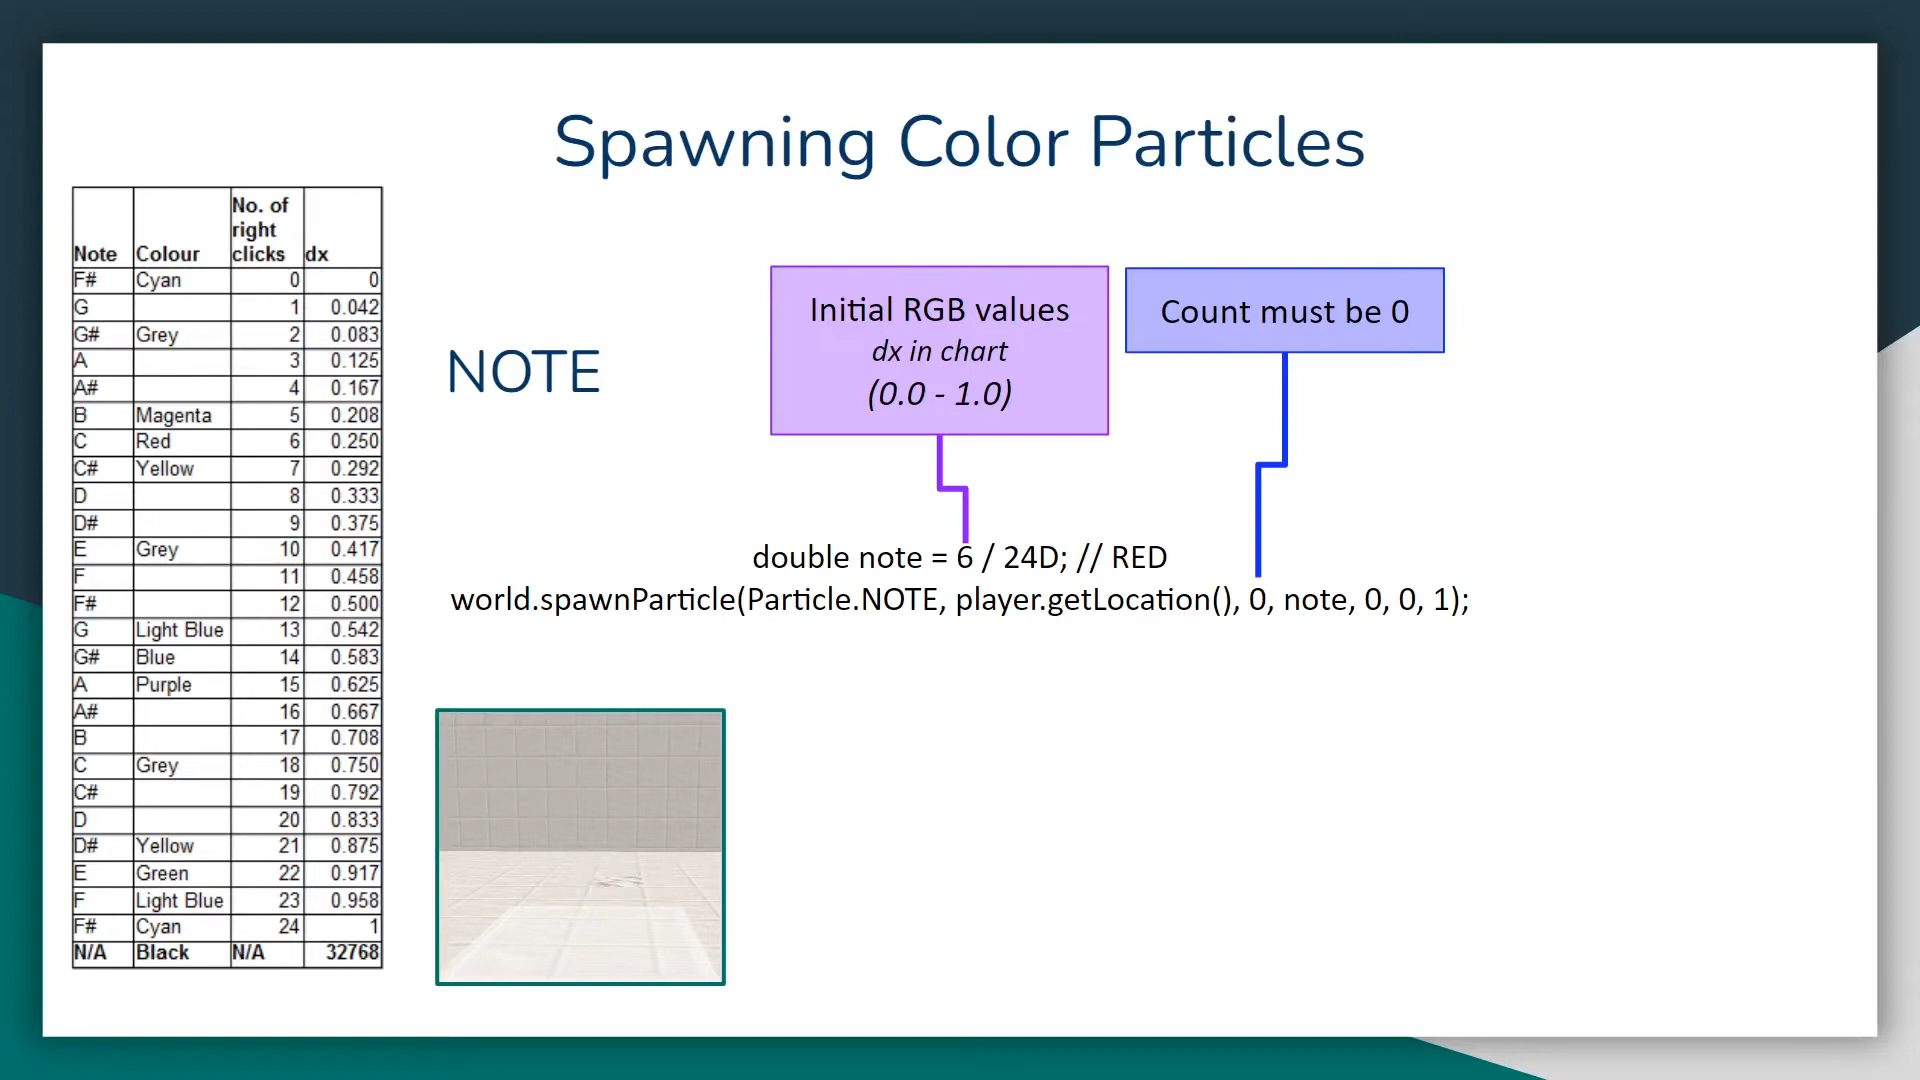 Spawning Color Particles
Note Colour No. of right clicks dx
F# Cyan 0 0
G 1 0.042
G# Grey 2 0.083
A 3 0.125
A# 4 0.167
B Magenta 5 0.208
C Red 6 0.250
C# Yellow 7 0.292
D 8 0.333
D# 9 0.375
E Grey 10 0.417
F 11 0.458
F# 12 0.500
G Light Blue 13 0.542
G# Blue 14 0.583
A Purple 15 0.625
A# 16 0.667
B 17 0.708
C Grey 18 0.750
C# 19 0.792
D 20 0.833
D# Yellow 21 0.875
E Green 22 0.917
F Light Blue 23 0.958
F# Cyan 24 1
N/A Black N/A 32768
NOTE
Initial RGB values
dx in chart
(0.0 - 1.0)
Count must be 0
double note = 6 / 24D; // RED
world.spawnParticle(Particle.NOTE, player.getLocation(), 0, note, 0, 0, 1);